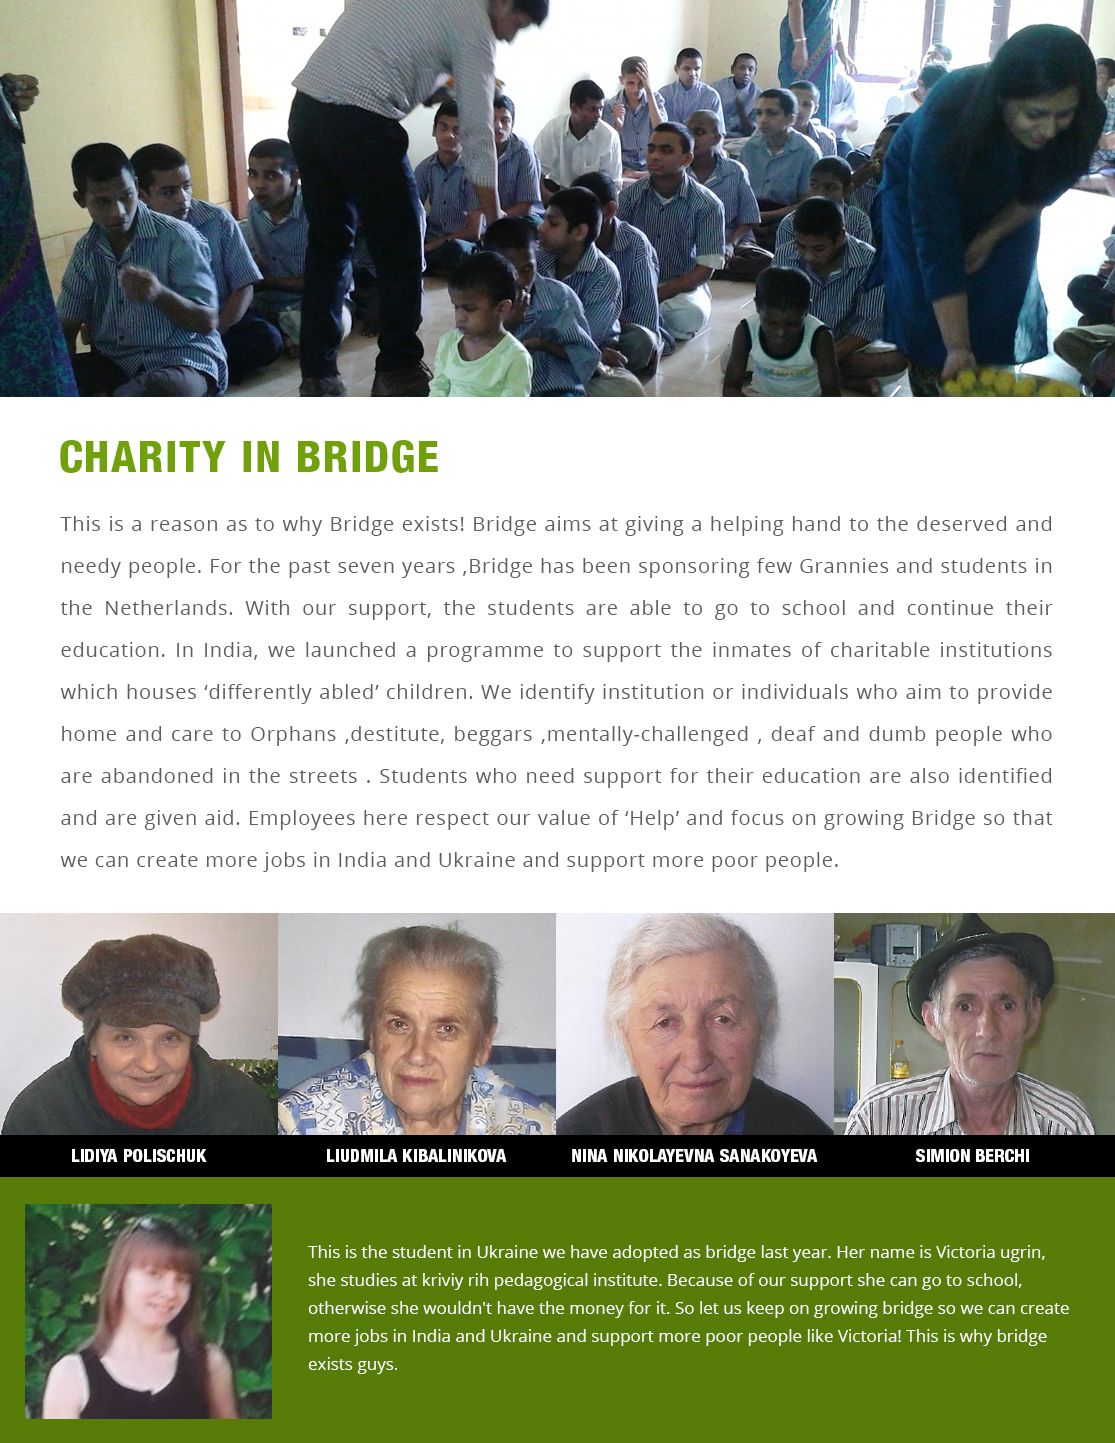 CHARITY IN BRIDGE
This is a reason as to why Bridge exists! Bridge aims at giving a helping hand to the deserved and
needy people. For the past seven years ,Bridge has been sponsoring few Grannies and students in
the Netherlands. With our support, the students are able to go to school and continue their
education. In India, we launched a programme to support the inmates of charitable institutions
which houses ‘differently abled’ children. We identify institution or individuals who aim to provide
home and care to Orphans ,destitute, beggars ,mentally-challenged , deaf and dumb people who
are abandoned in the streets . Students who need support for their education are also identified
and are given aid. Employees here respect our value of ‘Help’ and focus on growing Bridge so that
we can create more jobs in India and Ukraine and support more poor people.
LIDIYA POLISCHUK
LIUDMILA KIBALINIKOVA
NINA NIKOLAYEVNA SANAKOYEVA
SIMION BERCHI
This is the student in Ukraine we have adopted as bridge last year. Her name is Victoria ugrin,
she studies at kriviy rih pedagogical institute. Because of our support she can go to school,
otherwise she wouldn't have the money for it. So let us keep on growing bridge so we can create
more jobs in India and Ukraine and support more poor people like Victoria! This is why bridge
exists guys.